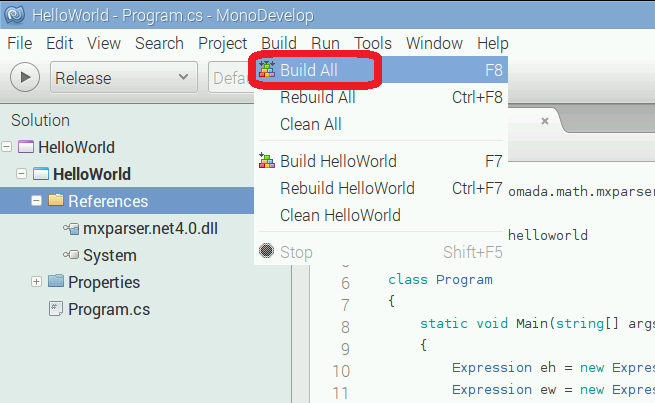 HelloWorld - Program.cs - MonoDevelop
File Edit View Search Project Build Run Tools Window Help
Release
Build All F8
Rebuild All Ctrl+F8
Clean All
Build HelloWorld F7
Rebuild HelloWorld Ctrl+F7
Clean HelloWorld
Stop Shift+F5
Solution
HelloWorld
HelloWorld
References
mxparser.net4.0.dll
System
Properties
Program.cs
omada.math.mxparser
helloworld
6 class Program
7 {
8 static void Main(string[] args
9 {
10 Expression eh = new Expres
11 Expression ew = new Expres